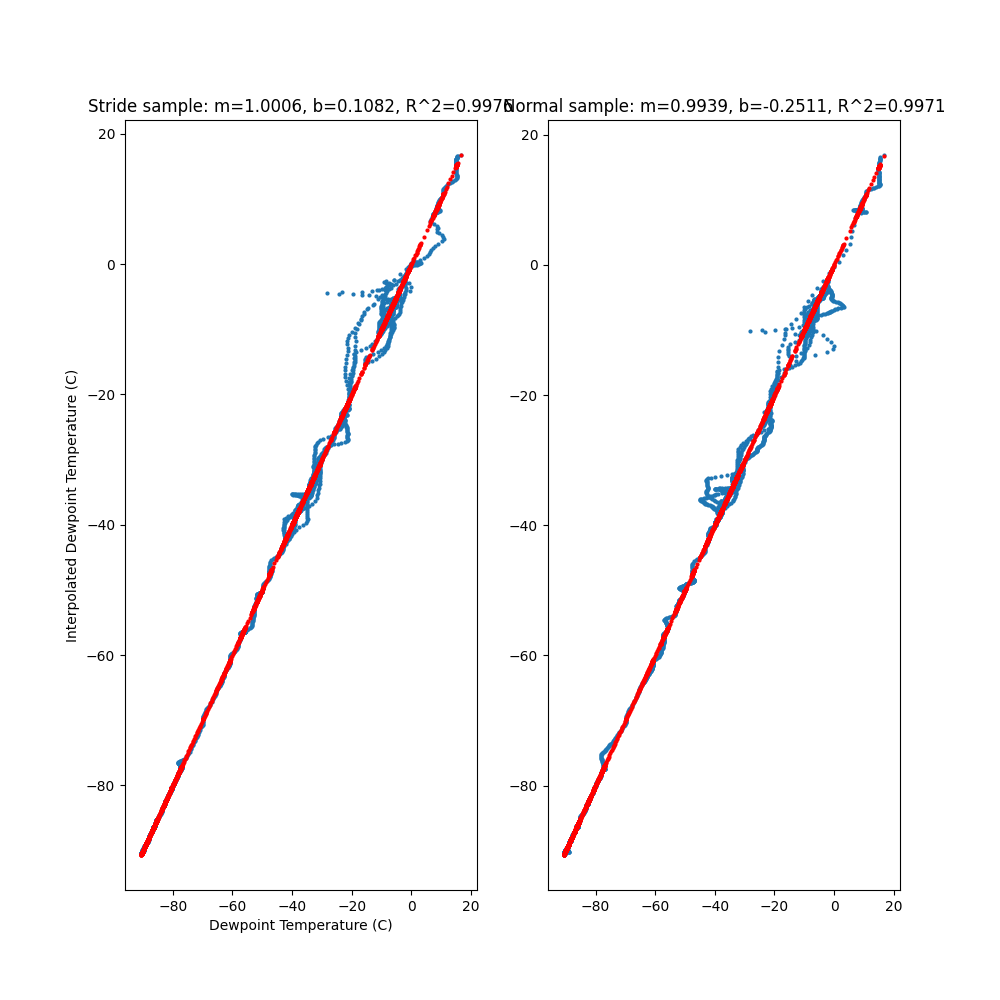 Stride sample: m=1.0006, b=0.1082, R^2=0.9976
Normal sample: m=0.9939, b=-0.2511, R^2=0.9971
20
0
−20
−40
−60
−80
Interpolated Dewpoint Temperature (C)
−80 −60 −40 −20 0 20
Dewpoint Temperature (C)
20
0
−20
−40
−60
−80
−80 −60 −40 −20 0 20